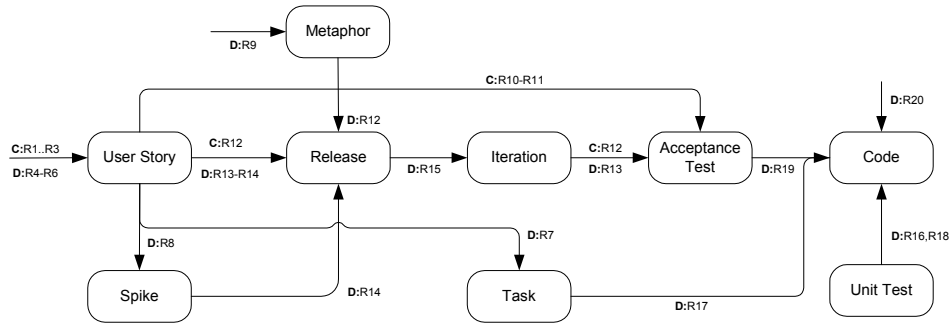 Metaphor
D:R9
C:R10-R11
D:R20
D:R12
C:R1..R3
User Story
C:R12
Release
Iteration
C:R12
Acceptance
Test
Code
D:R4-R6
D:R13-R14
D:R15
D:R13
D:R19
D:R8
D:R7
D:R16,R18
Spike
D:R14
Task
D:R17
Unit Test